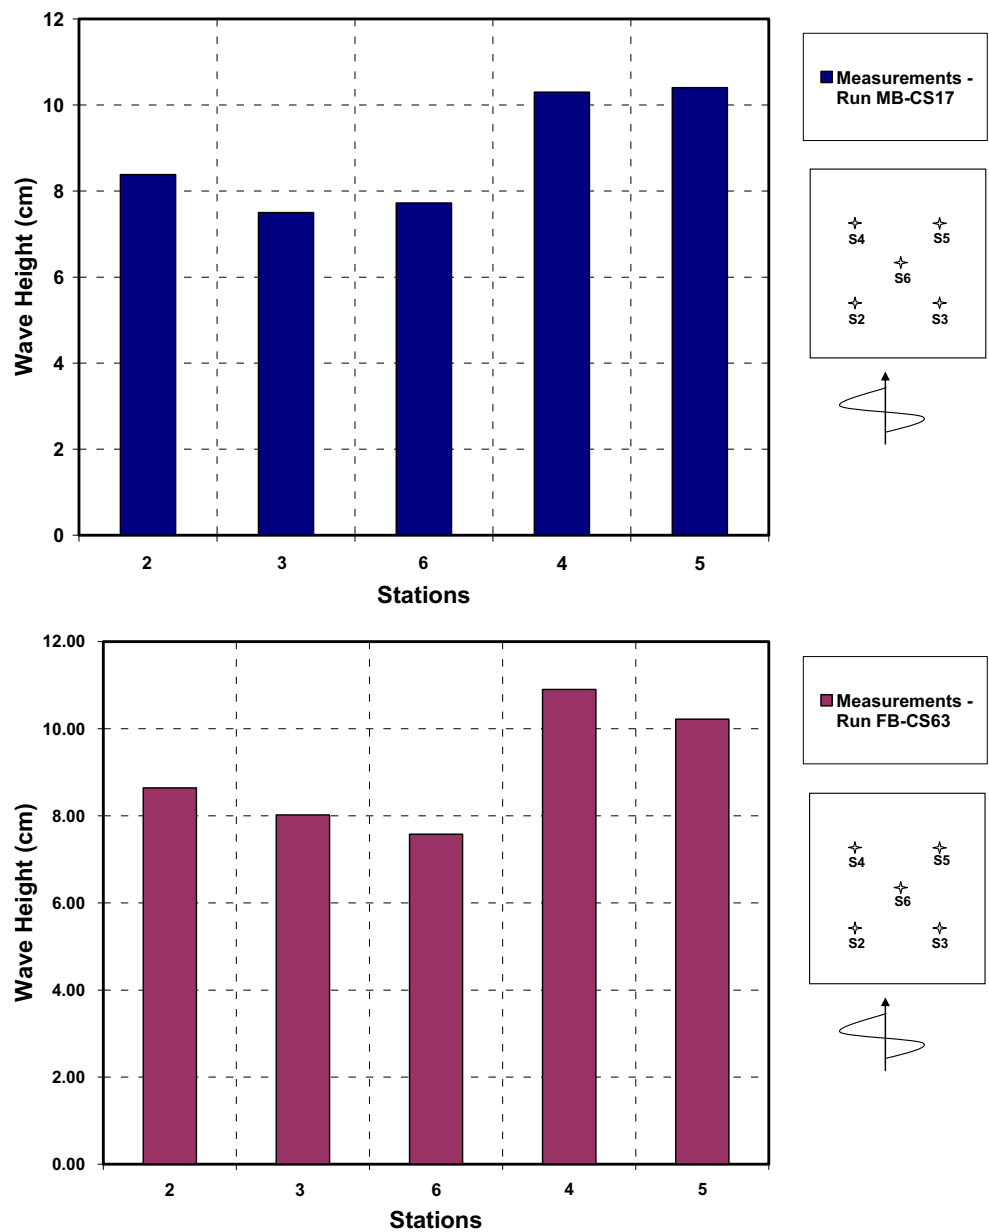 12
10
8
6
4
2
0
Wave Height (cm)
2 3 6 4 5
Stations
Measurements -
Run MB-CS17
S4 S5
S6
S2 S3
12.00
10.00
8.00
6.00
4.00
2.00
0.00
Wave Height (cm)
2 3 6 4 5
Stations
Measurements -
Run FB-CS63
S4 S5
S6
S2 S3